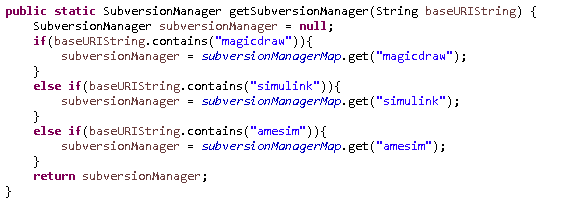 public static SubversionManager getSubversionManager(String baseURIString) {
    SubversionManager subversionManager = null;
    if(baseURIString.contains("magicdraw")){
        subversionManager = subversionManagerMap.get("magicdraw");
    }
    else if(baseURIString.contains("simulink")){
        subversionManager = subversionManagerMap.get("simulink");
    }
    else if(baseURIString.contains("amesim")){
        subversionManager = subversionManagerMap.get("amesim");
    }
    return subversionManager;
}